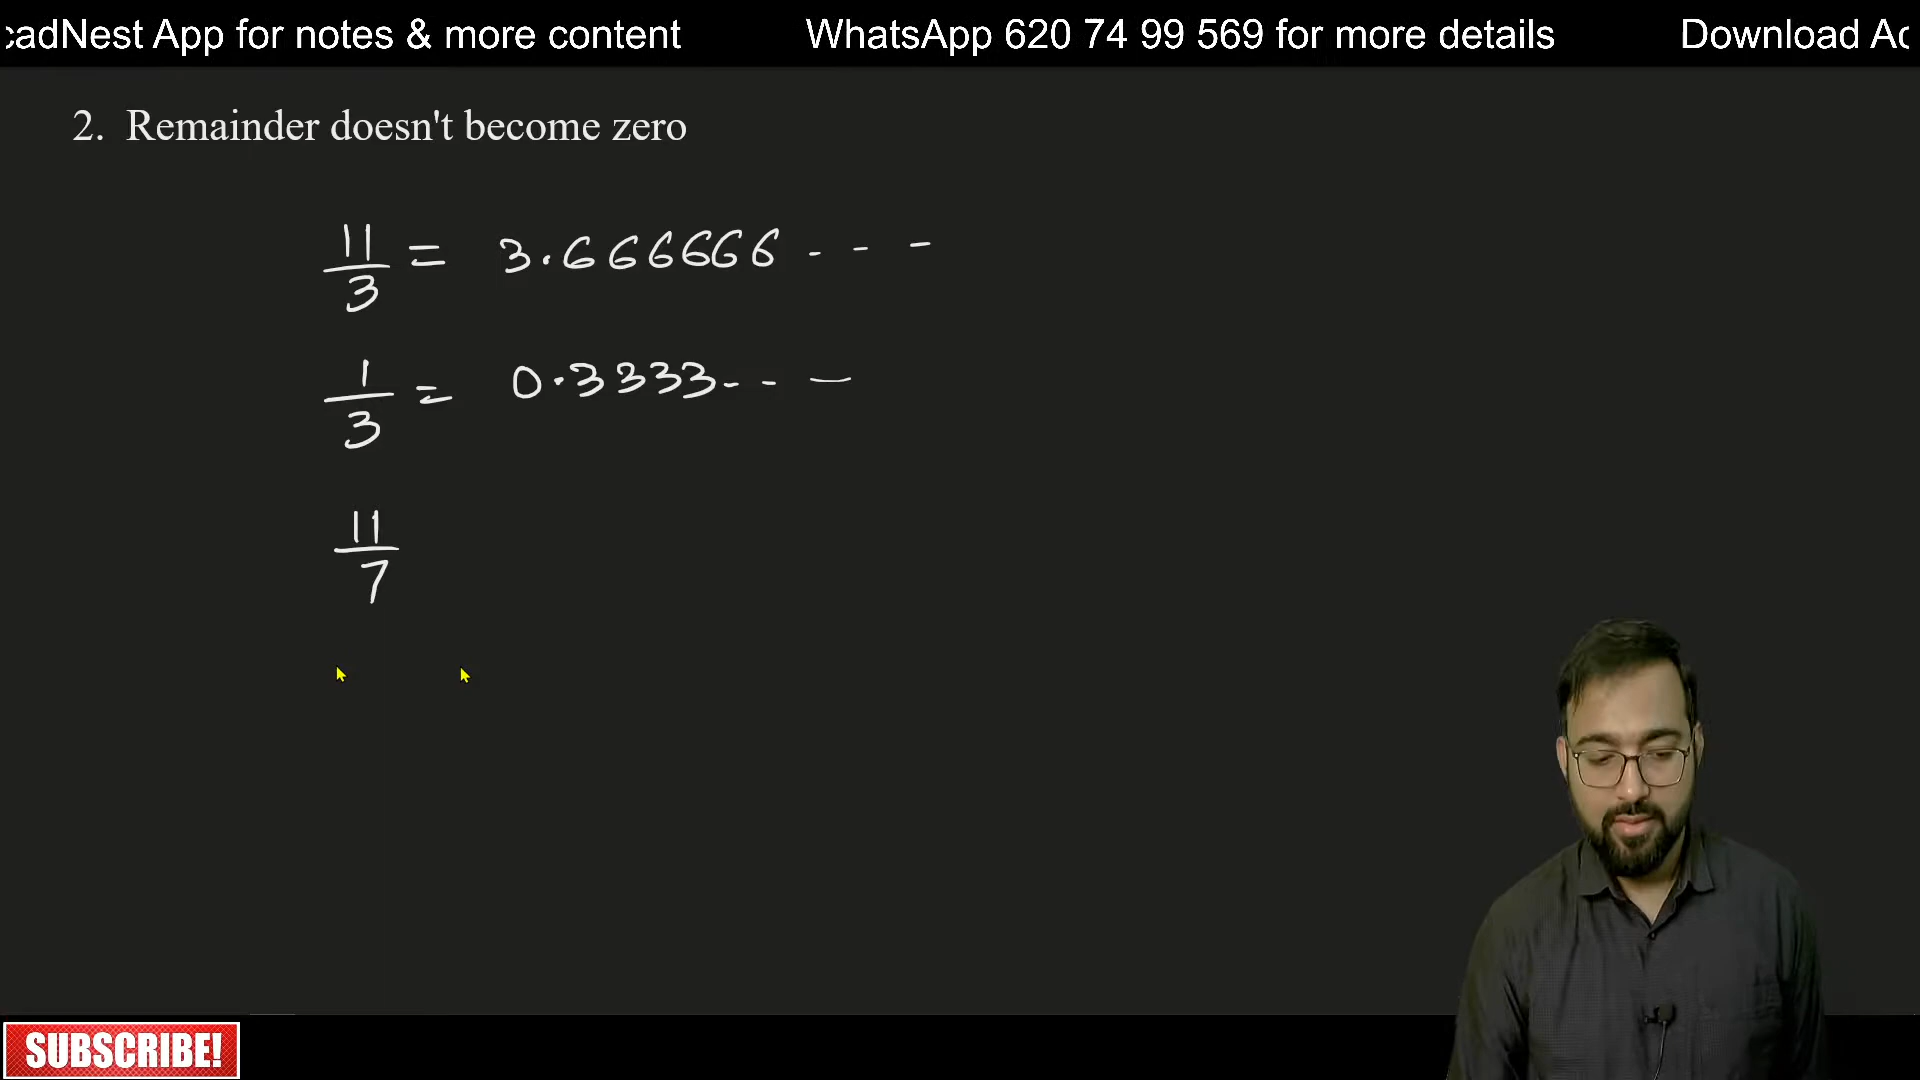 cadNest App for notes & more content WhatsApp 620 74 99 569 for more details Download Ac
2. Remainder doesn't become zero
11/3 = 3.666666 - - -
1/3 = 0.3333 - - -
11/7
SUBSCRIBE!